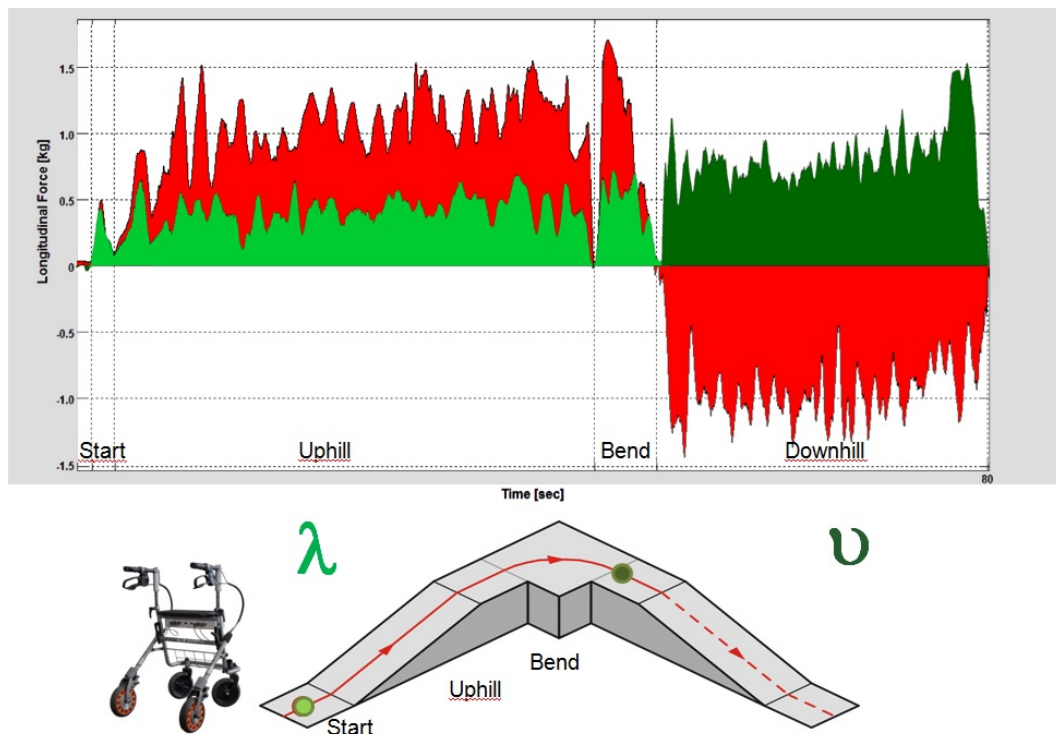 Longitudinal Force [kg]
1.5
1.0
0.5
0
-0.5
-1.0
-1.5
Start
Uphill
Bend
Downhill
80
Time [sec]
λ
υ
Bend
Uphill
Start